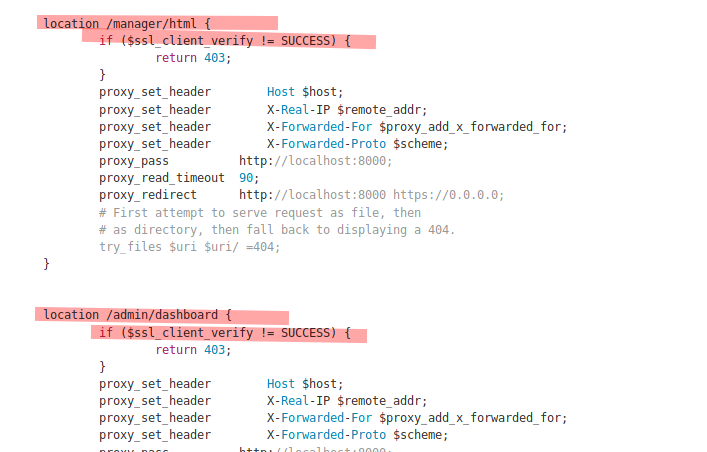 location /manager/html {
if ($ssl_client_verify != SUCCESS) {
return 403;
}
proxy_set_header Host $host;
proxy_set_header X-Real-IP $remote_addr;
proxy_set_header X-Forwarded-For $proxy_add_x_forwarded_for;
proxy_set_header X-Forwarded-Proto $scheme;
proxy_pass http://localhost:8000;
proxy_read_timeout 90;
proxy_redirect http://localhost:8000 https://0.0.0.0;
# First attempt to serve request as file, then
# as directory, then fall back to displaying a 404.
try_files $uri $uri/ =404;
}
location /admin/dashboard {
if ($ssl_client_verify != SUCCESS) {
return 403;
}
proxy_set_header Host $host;
proxy_set_header X-Real-IP $remote_addr;
proxy_set_header X-Forwarded-For $proxy_add_x_forwarded_for;
proxy_set_header X-Forwarded-Proto $scheme;
proxy_pass http://localhost:8000;